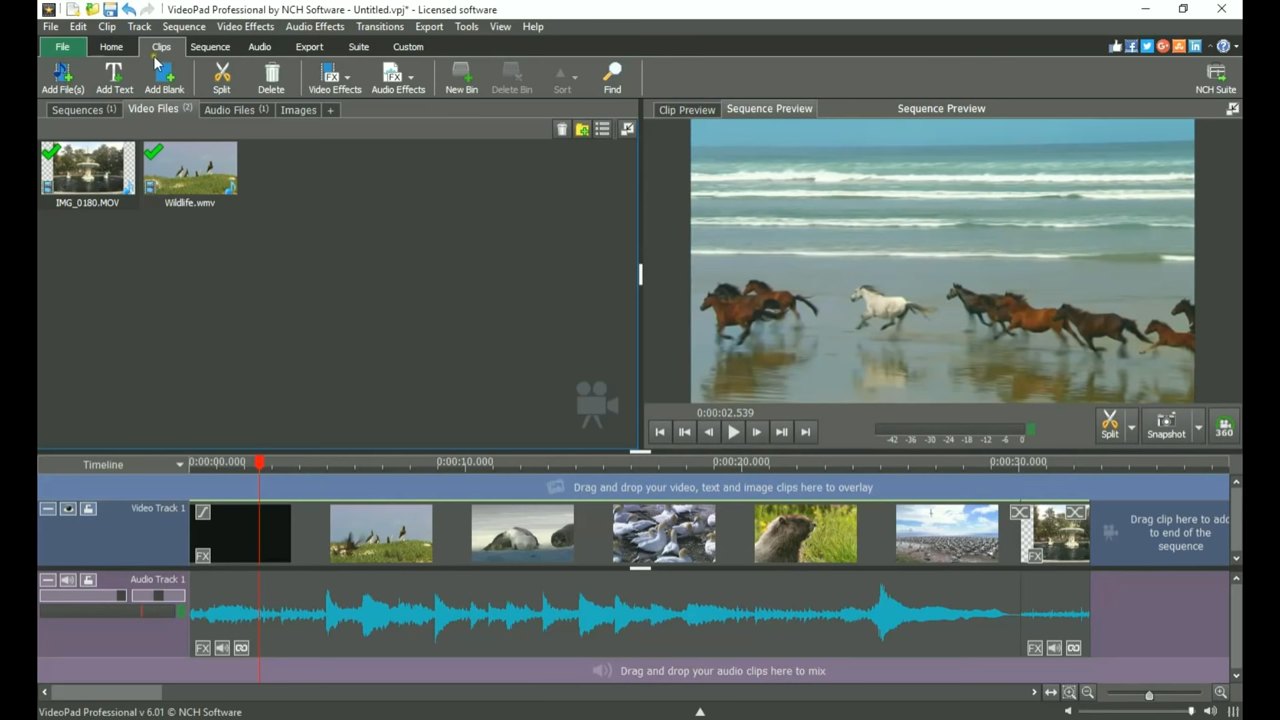 VideoPad Professional by NCH Software - Untitled.vpj* - Licensed software
File Edit Clip Track Sequence Video Effects Audio Effects Transitions Export Tools View Help
File Home Clips Sequence Audio Export Suite Custom
Add File(s) Add Text Add Blank Split Delete Video Effects Audio Effects New Bin Delete Bin Sort Find NCH Suite
Sequences (1) Video Files (2) Audio Files (1) Images +
Clip Preview Sequence Preview Sequence Preview
IMG_0180.MOV Wildlife.wmv
0:00:02.539
-42 -36 -30 -24 -18 -12 -6 0
Split Snapshot 360
Timeline 0:00:00.000 0:00:10.000 0:00:20.000 0:00:30.000
Drag and drop your video, text and image clips here to overlay
Video Track 1
Drag clip here to add
to end of the
sequence
FX FX
Audio Track 1
FX FX
Drag and drop your audio clips here to mix
VideoPad Professional v 6.01 © NCH Software